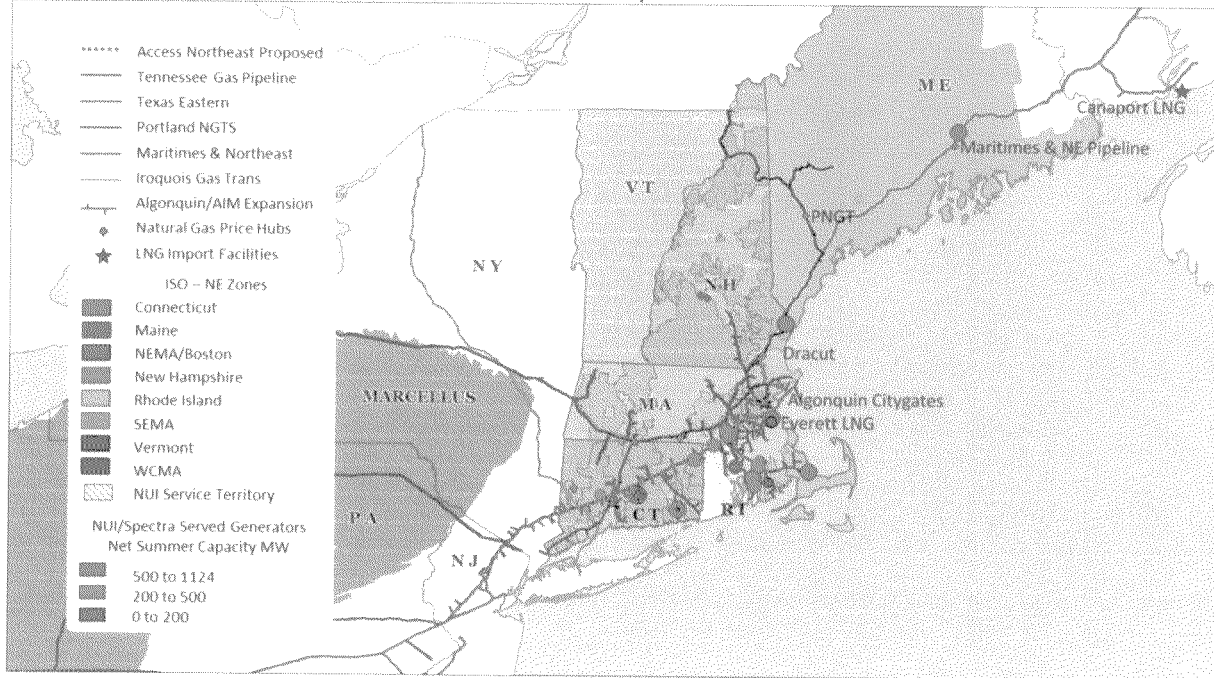 Access Northeast Proposed
Tennessee Gas Pipeline
Texas Eastern
Portland NGTS
Maritimes & Northeast
Iroquois Gas Trans
Algonquin/AIM Expansion
Natural Gas Price Hubs
LNG Import Facilities
ISO – NE Zones
Connecticut
Maine
NEMA/Boston
New Hampshire
Rhode Island
SEMA
Vermont
WCMA
NUI Service Territory
NUI/Spectra Served Generators
Net Summer Capacity MW
500 to 1124
200 to 500
0 to 200
ME
Canaport LNG
Maritimes & NE Pipeline
VT
PNGT
NY
NH
Dracut
MARCELLUS
MA
Algonquin Citygates
Everett LNG
PA
CT
RI
NJ